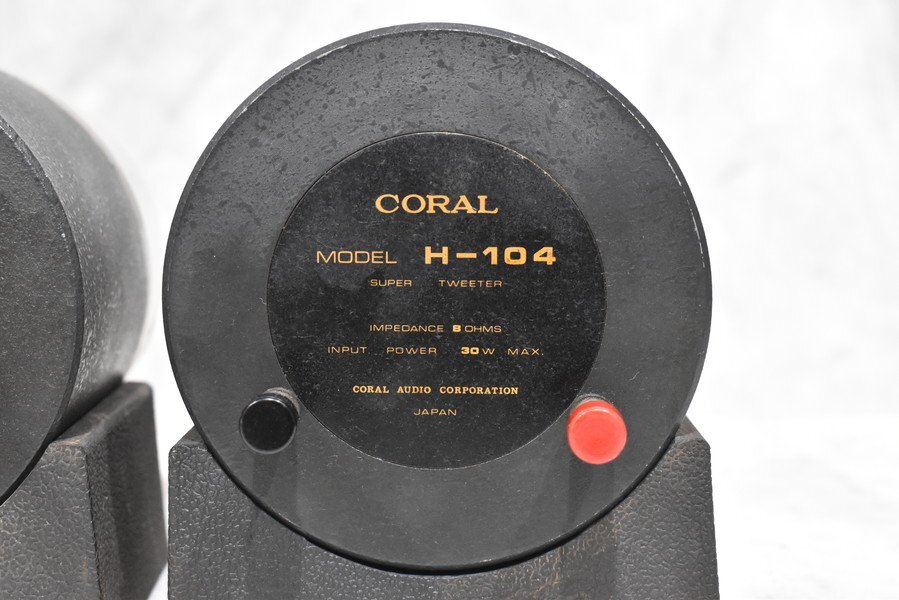 CORAL
MODEL H-104
SUPER TWEETER
IMPEDANCE 8 OHMS
INPUT POWER 30W MAX.
CORAL AUDIO CORPORATION
JAPAN